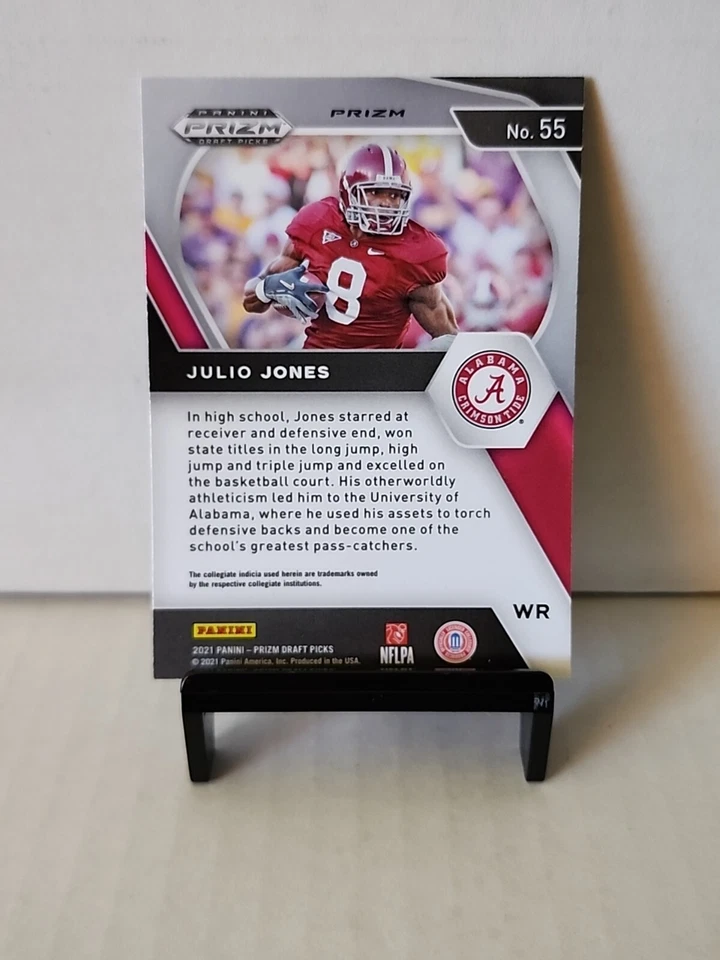 PANINI
PRIZM
DRAFT PICKS
PRIZM
No. 55
8
JULIO JONES
ALABAMA
A
CRIMSON TIDE
®
In high school, Jones starred at
receiver and defensive end, won
state titles in the long jump, high
jump and triple jump and excelled on
the basketball court. His otherworldly
athleticism led him to the University of
Alabama, where he used his assets to torch
defensive backs and become one of the
school's greatest pass-catchers.
The collegiate indicia used herein are trademarks owned
by the respective collegiate institutions.
WR
PANINI
2021 PANINI – PRIZM DRAFT PICKS
© 2021 Panini America, Inc. Produced in the USA.
NFLPA